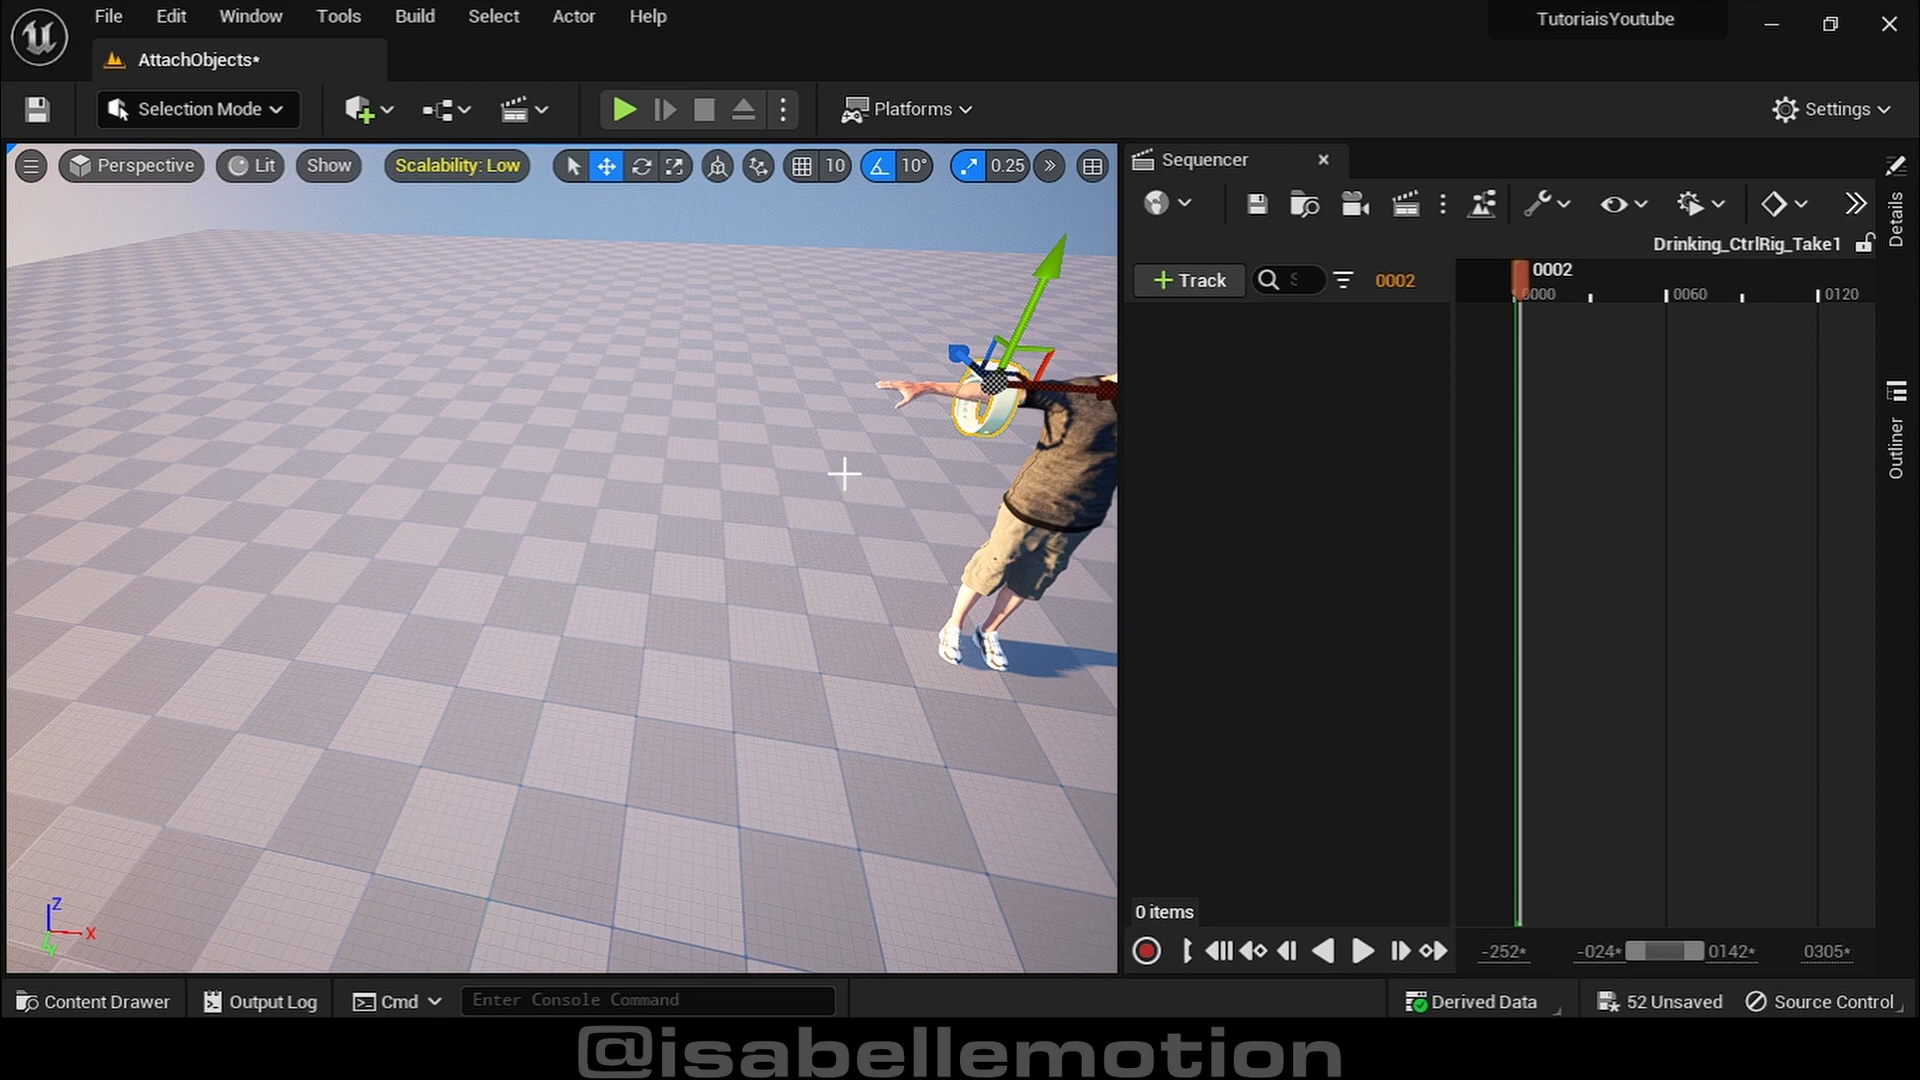 File Edit Window Tools Build Select Actor Help
TutoriaisYoutube
AttachObjects*
Selection Mode
Platforms
Settings
Perspective Lit Show Scalability: Low 10 10° 0.25
Sequencer
Details
Drinking_CtrlRig_Take1
+ Track S 0002
0002
0000 0060 0120
Outliner
Z
X
Y
0 items
-252* -024* 0142* 0305*
Content Drawer Output Log Cmd Enter Console Command Derived Data 52 Unsaved Source Control
@isabellemotion